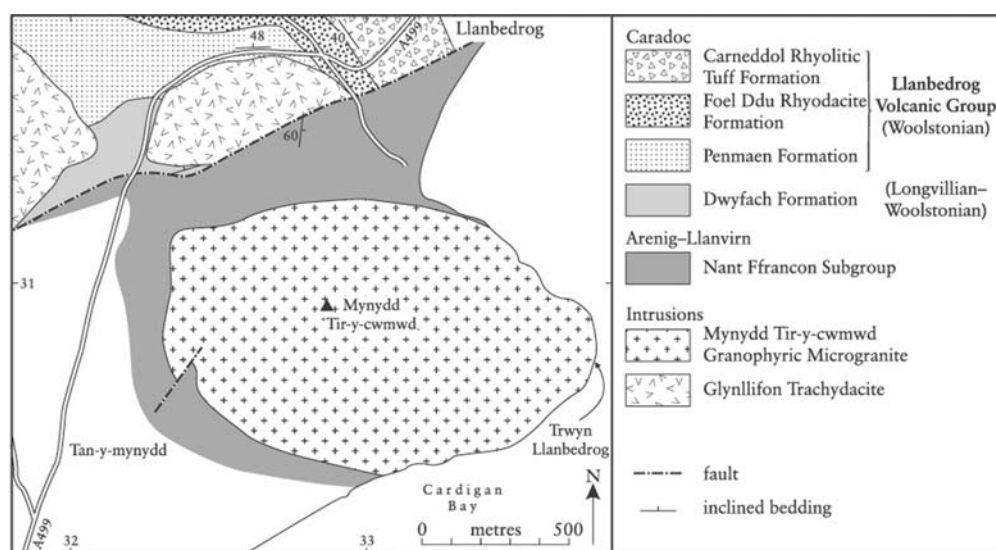 Llanbedrog
48
40
A499
60
31
Mynydd
Tir-y-cwmwd
Tan-y-mynydd
Trwyn
Llanbedrog
Cardigan
Bay
N
0 metres 500
A499
32
33
Caradoc
Carneddol Rhyolitic
Tuff Formation
Foel Ddu Rhyodacite
Formation
Penmaen Formation
Llanbedrog
Volcanic Group
(Woolstonian)
Dwyfach Formation
(Longvillian–
Woolstonian)
Arenig–Llanvirn
Nant Ffrancon Subgroup
Intrusions
Mynydd Tir-y-cwmwd
Granophyric Microgranite
Glynllifon Trachydacite
fault
inclined bedding